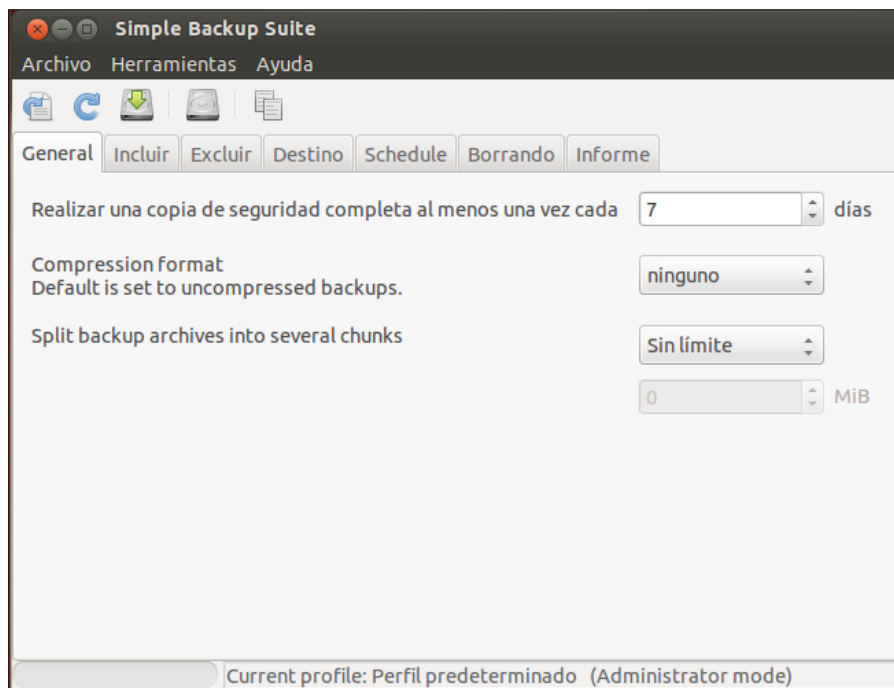 Simple Backup Suite
Archivo Herramientas Ayuda
General Incluir Excluir Destino Schedule Borrando Informe
Realizar una copia de seguridad completa al menos una vez cada 7 días
Compression format
Default is set to uncompressed backups.
ninguno
Split backup archives into several chunks
Sin límite
0 MiB
Current profile: Perfil predeterminado (Administrator mode)